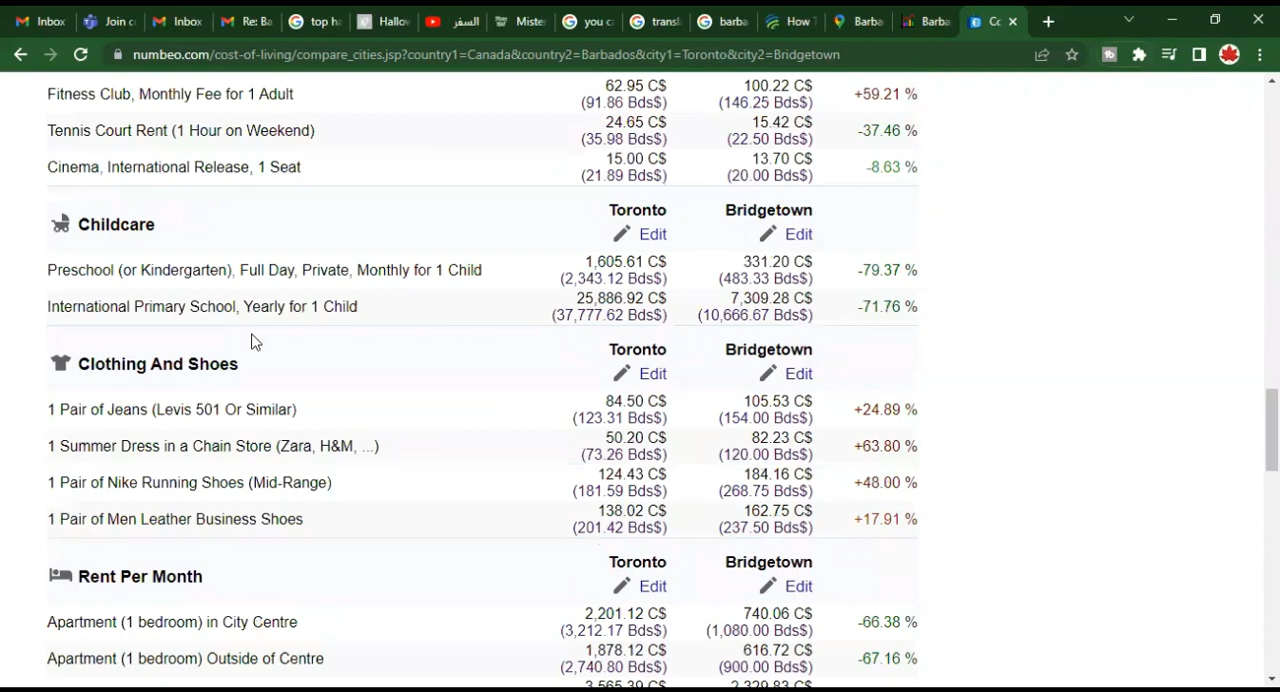 Inbox
Join co
Inbox
Re: Ba
top ha
Hallov
السفر
Miste
you c
transl
barba
How T
Barba
Barba
Co
numbeo.com/cost-of-living/compare_cities.jsp?country1=Canada&country2=Barbados&city1=Toronto&city2=Bridgetown
Fitness Club, Monthly Fee for 1 Adult 62.95 C$ 100.22 C$ +59.21 %
(91.86 Bds$) (146.25 Bds$)
Tennis Court Rent (1 Hour on Weekend) 24.65 C$ 15.42 C$ -37.46 %
(35.98 Bds$) (22.50 Bds$)
Cinema, International Release, 1 Seat 15.00 C$ 13.70 C$ -8.63 %
(21.89 Bds$) (20.00 Bds$)
Childcare Toronto Bridgetown
Edit Edit
Preschool (or Kindergarten), Full Day, Private, Monthly for 1 Child 1,605.61 C$ 331.20 C$ -79.37 %
(2,343.12 Bds$) (483.33 Bds$)
International Primary School, Yearly for 1 Child 25,886.92 C$ 7,309.28 C$ -71.76 %
(37,777.62 Bds$) (10,666.67 Bds$)
Clothing And Shoes Toronto Bridgetown
Edit Edit
1 Pair of Jeans (Levis 501 Or Similar) 84.50 C$ 105.53 C$ +24.89 %
(123.31 Bds$) (154.00 Bds$)
1 Summer Dress in a Chain Store (Zara, H&M, ...) 50.20 C$ 82.23 C$ +63.80 %
(73.26 Bds$) (120.00 Bds$)
1 Pair of Nike Running Shoes (Mid-Range) 124.43 C$ 184.16 C$ +48.00 %
(181.59 Bds$) (268.75 Bds$)
1 Pair of Men Leather Business Shoes 138.02 C$ 162.75 C$ +17.91 %
(201.42 Bds$) (237.50 Bds$)
Rent Per Month Toronto Bridgetown
Edit Edit
Apartment (1 bedroom) in City Centre 2,201.12 C$ 740.06 C$ -66.38 %
(3,212.17 Bds$) (1,080.00 Bds$)
Apartment (1 bedroom) Outside of Centre 1,878.12 C$ 616.72 C$ -67.16 %
(2,740.80 Bds$) (900.00 Bds$)
3,565.39 C$ 2,329.83 C$